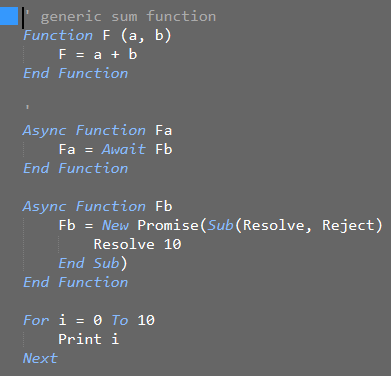 ' generic sum function
Function F (a, b)
    F = a + b
End Function

'
Async Function Fa
    Fa = Await Fb
End Function

Async Function Fb
    Fb = New Promise(Sub(Resolve, Reject)
        Resolve 10
    End Sub)
End Function

For i = 0 To 10
    Print i
Next